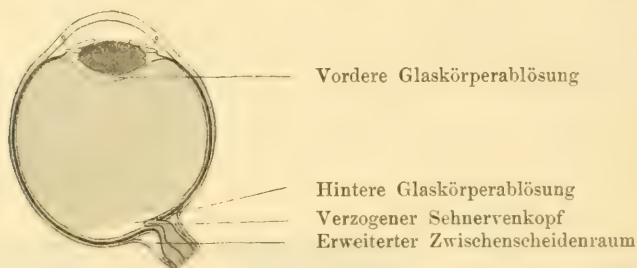 Vordere Glaskörperablösung
Hintere Glaskörperablösung
Verzogener Sehnervenkopf
Erweiterter Zwischenscheidenraum